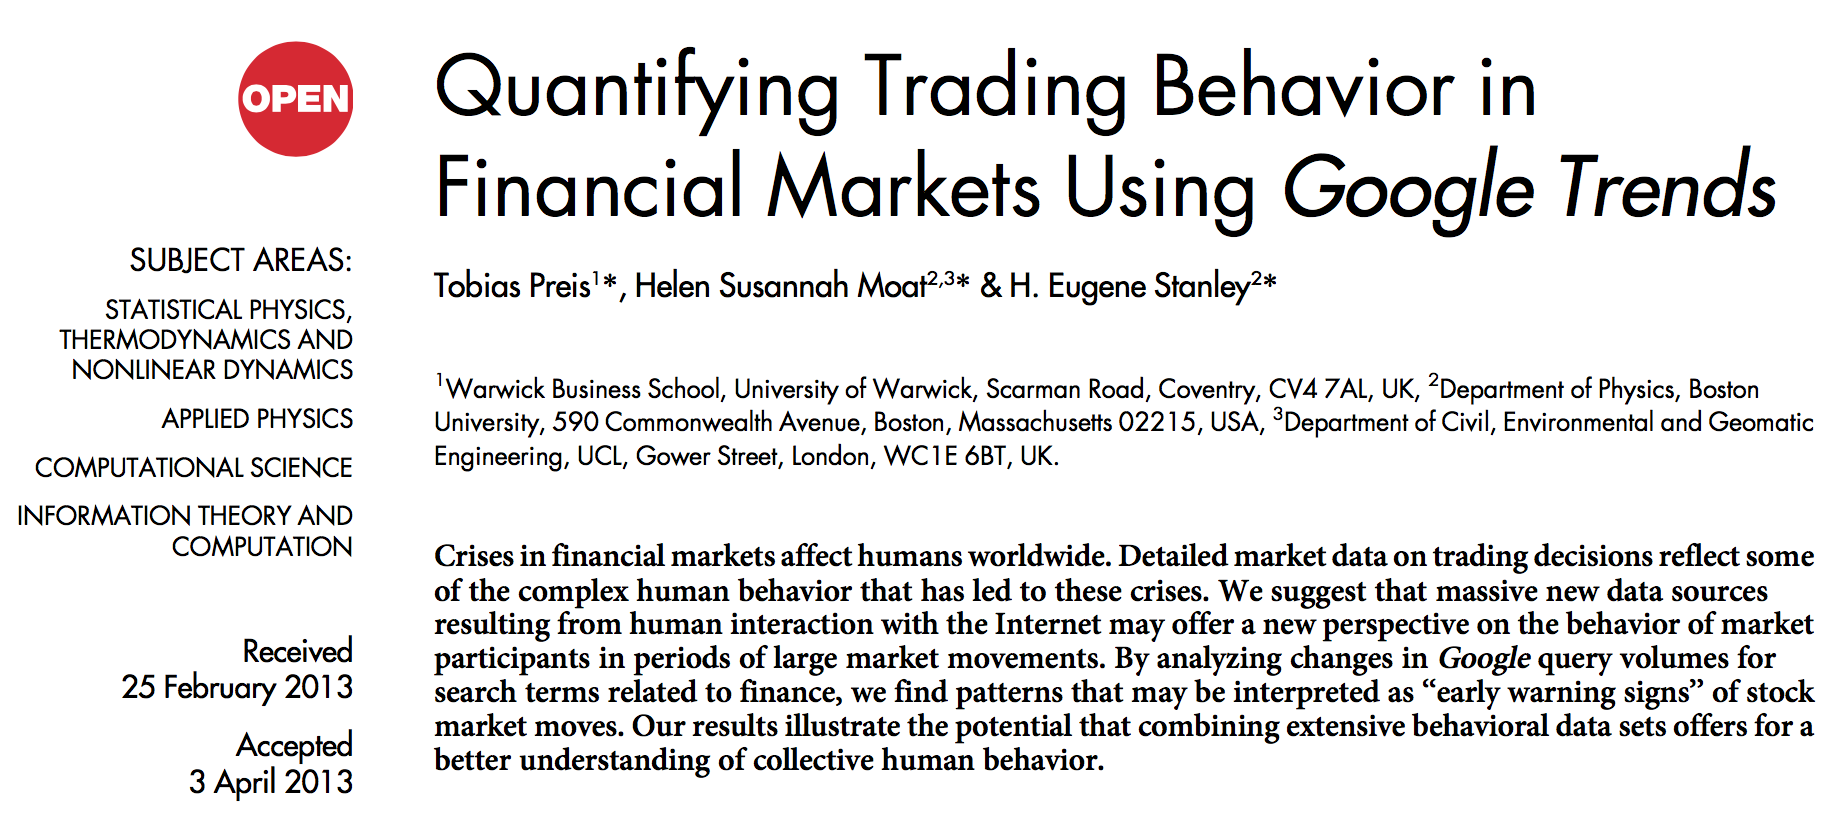 OPEN
Quantifying Trading Behavior in
Financial Markets Using Google Trends
SUBJECT AREAS:
STATISTICAL PHYSICS,
THERMODYNAMICS AND
NONLINEAR DYNAMICS
APPLIED PHYSICS
COMPUTATIONAL SCIENCE
INFORMATION THEORY AND
COMPUTATION
Received
25 February 2013
Accepted
3 April 2013
Tobias Preis¹*, Helen Susannah Moat²,³* & H. Eugene Stanley²*
¹Warwick Business School, University of Warwick, Scarman Road, Coventry, CV4 7AL, UK, ²Department of Physics, Boston
University, 590 Commonwealth Avenue, Boston, Massachusetts 02215, USA, ³Department of Civil, Environmental and Geomatic
Engineering, UCL, Gower Street, London, WC1E 6BT, UK.
Crises in financial markets affect humans worldwide. Detailed market data on trading decisions reflect some
of the complex human behavior that has led to these crises. We suggest that massive new data sources
resulting from human interaction with the Internet may offer a new perspective on the behavior of market
participants in periods of large market movements. By analyzing changes in Google query volumes for
search terms related to finance, we find patterns that may be interpreted as “early warning signs” of stock
market moves. Our results illustrate the potential that combining extensive behavioral data sets offers for a
better understanding of collective human behavior.